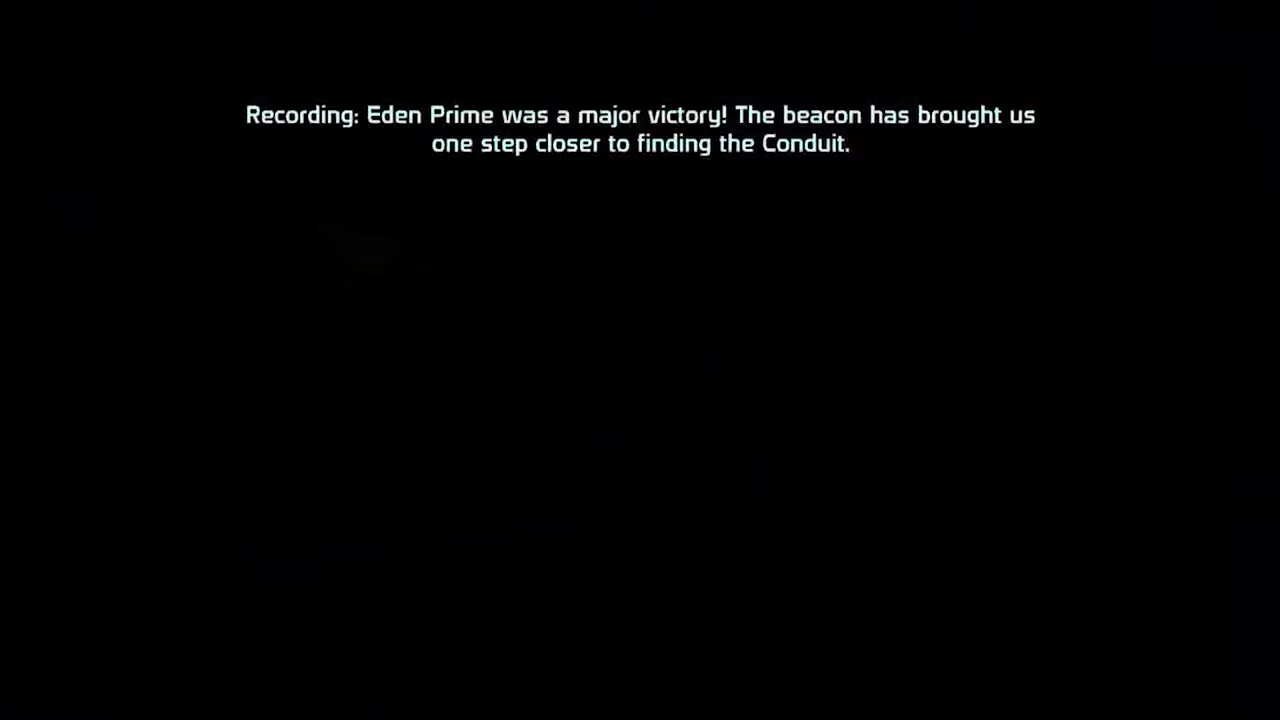 Recording: Eden Prime was a major victory! The beacon has brought us
one step closer to finding the Conduit.